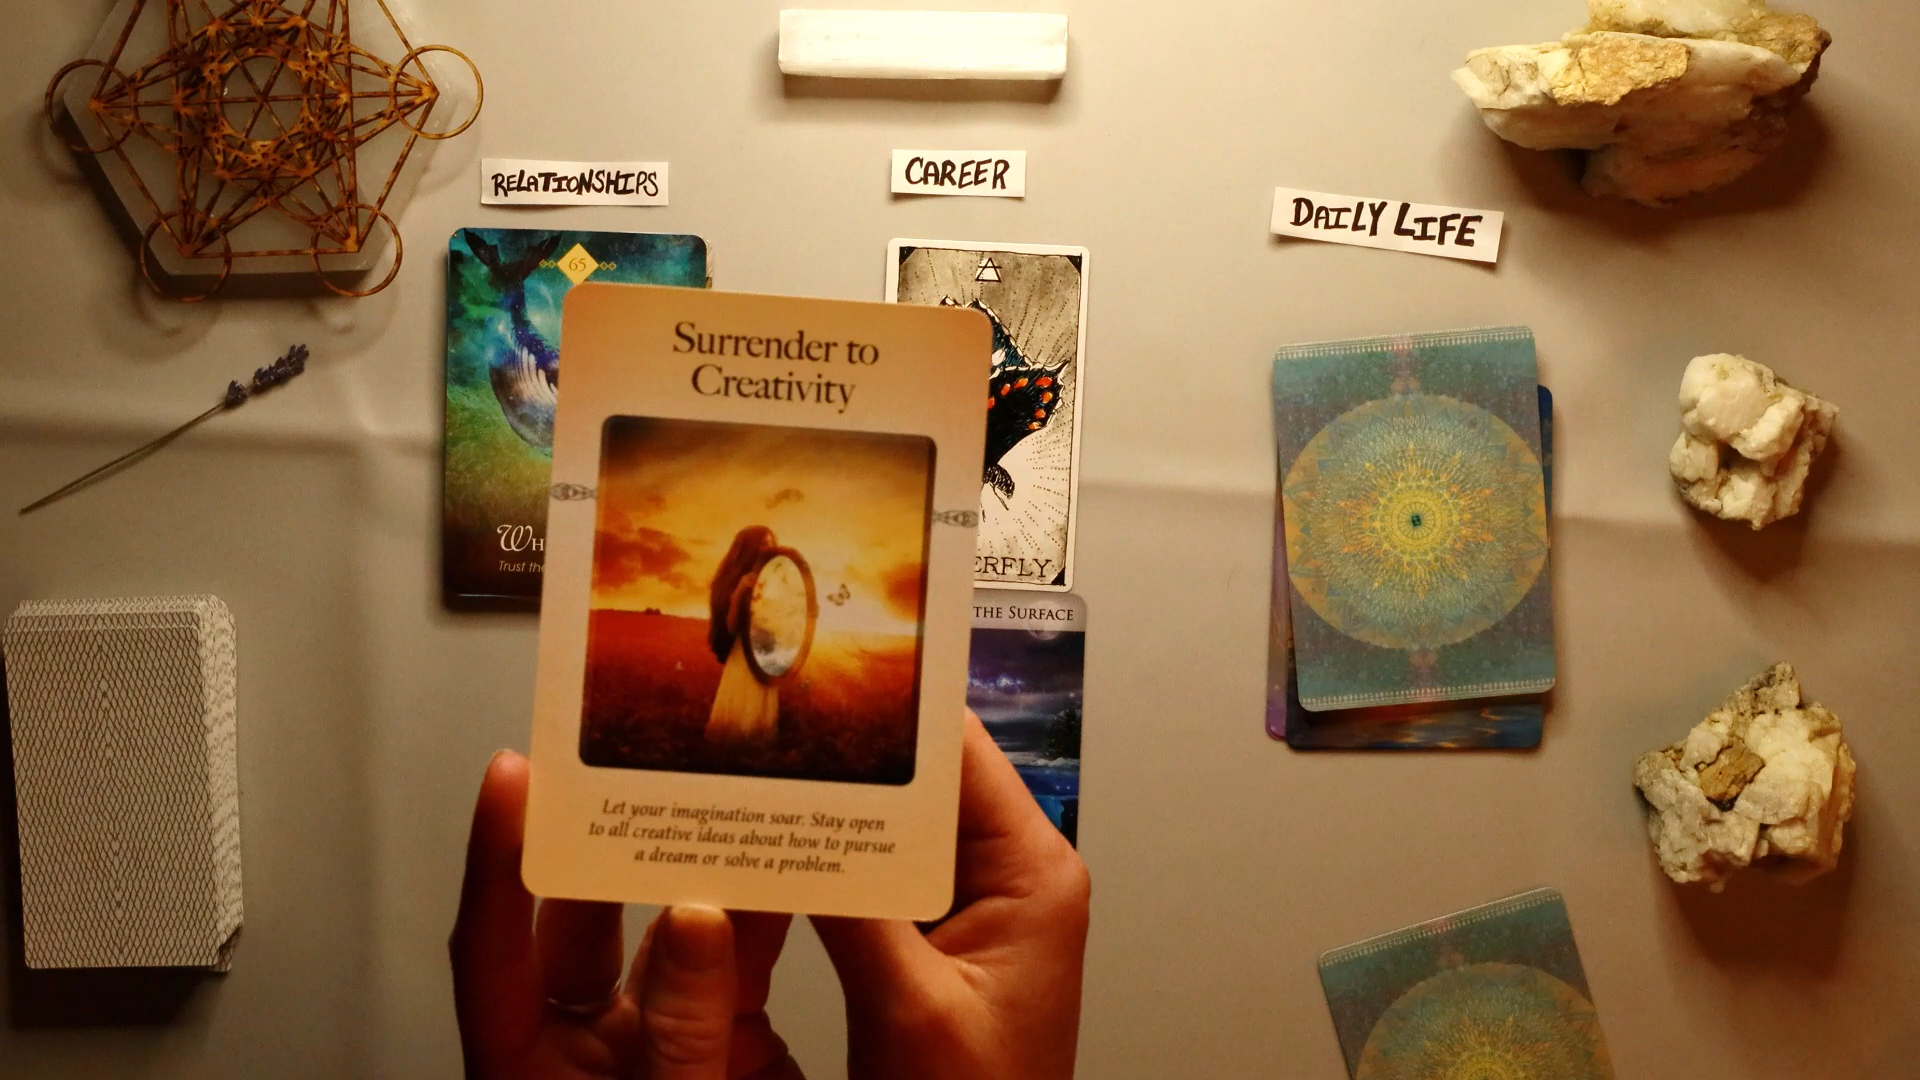 RELATIONSHIPS
CAREER
DAILY LIFE
65
Surrender to
Creativity
Trust
ERFLY
THE SURFACE
Let your imagination soar. Stay open
to all creative ideas about how to pursue
a dream or solve a problem.